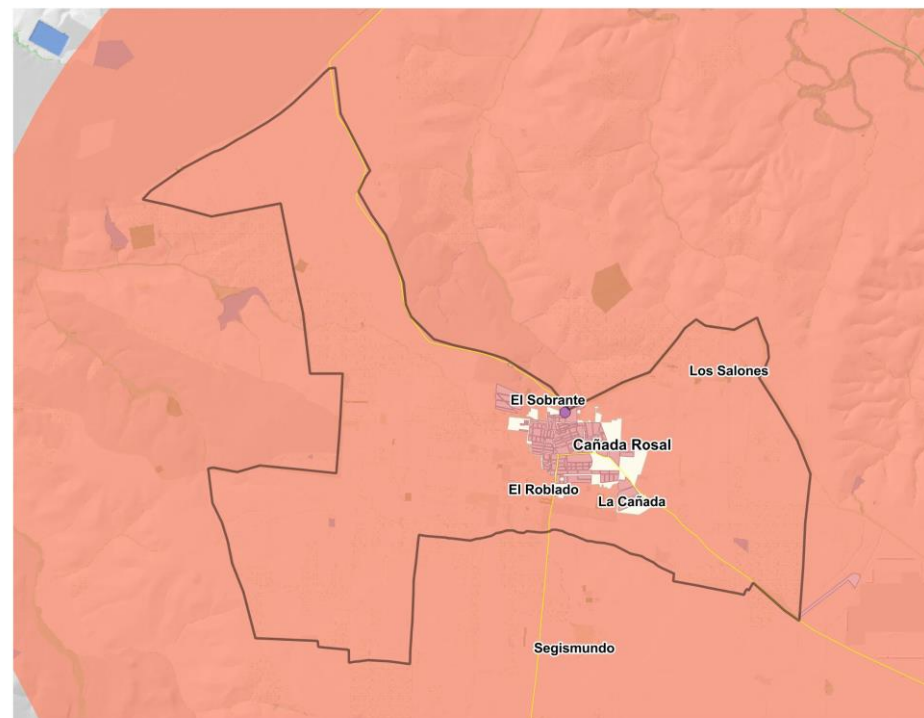 Los Salones
El Sobrante
Cañada Rosal
El Roblado
La Cañada
Segismundo